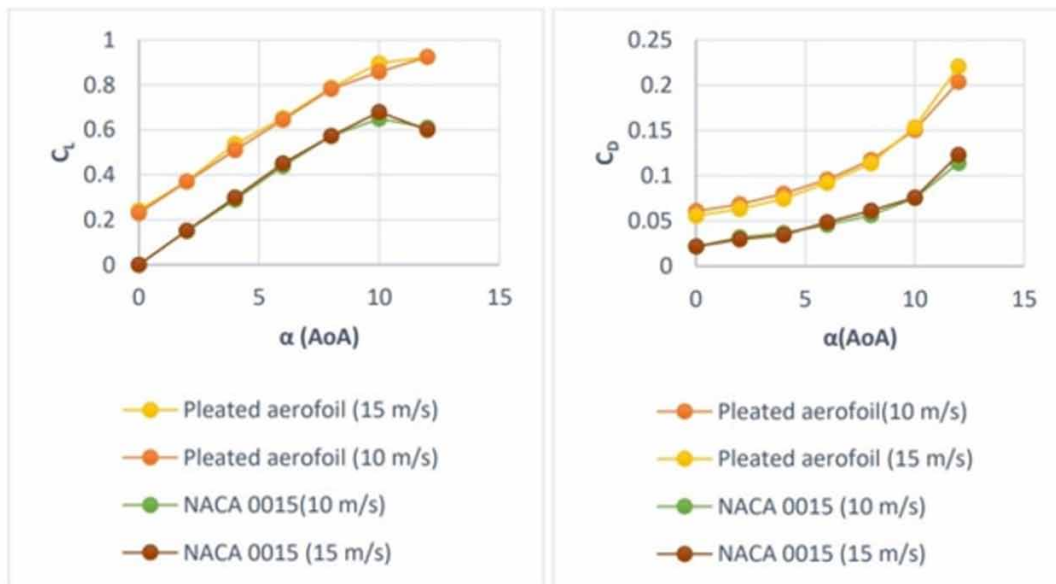 1
0.8
0.6
0.4
0.2
0
C_L
0
5
10
15
α (AoA)
Pleated aerofoil (15 m/s)
Pleated aerofoil (10 m/s)
NACA 0015(10 m/s)
NACA 0015 (15 m/s)
0.25
0.2
0.15
0.1
0.05
0
C_D
0
5
10
15
α(AoA)
Pleated aerofoil(10 m/s)
Pleated aerofoil (15 m/s)
NACA 0015 (10 m/s)
NACA 0015 (15 m/s)